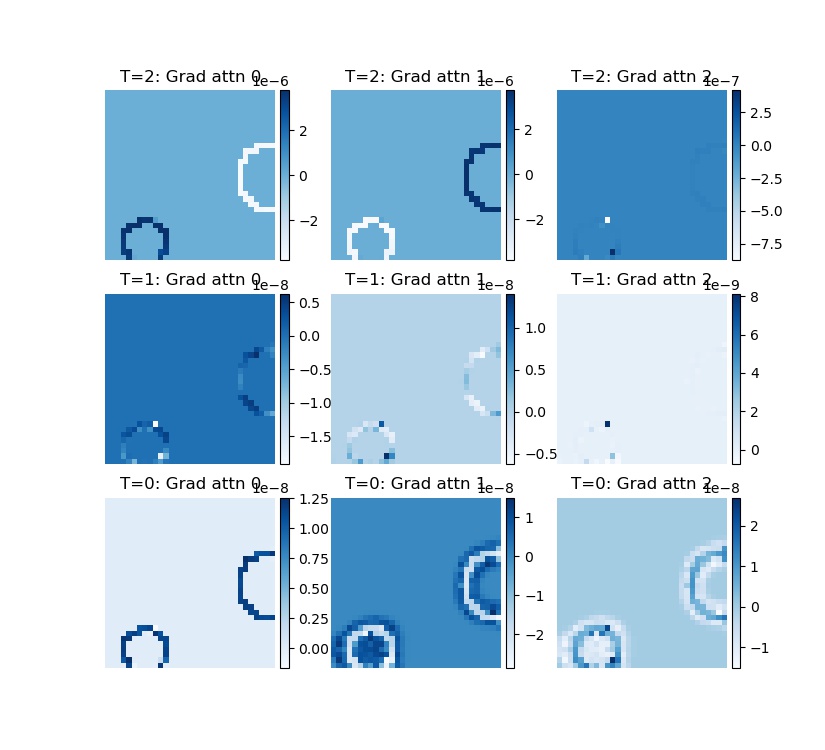 T=2: Grad attn 0
1e−6
2
0
−2
T=2: Grad attn 1
1e−6
2
0
−2
T=2: Grad attn 2
1e−7
2.5
0.0
−2.5
−5.0
−7.5
T=1: Grad attn 0
1e−8
0.5
0.0
−0.5
−1.0
−1.5
T=1: Grad attn 1
1e−8
1.0
0.5
0.0
−0.5
T=1: Grad attn 2
1e−9
8
6
4
2
0
T=0: Grad attn 0
1e−8
1.25
1.00
0.75
0.50
0.25
0.00
T=0: Grad attn 1
1e−8
1
0
−1
−2
T=0: Grad attn 2
1e−8
2
1
0
−1